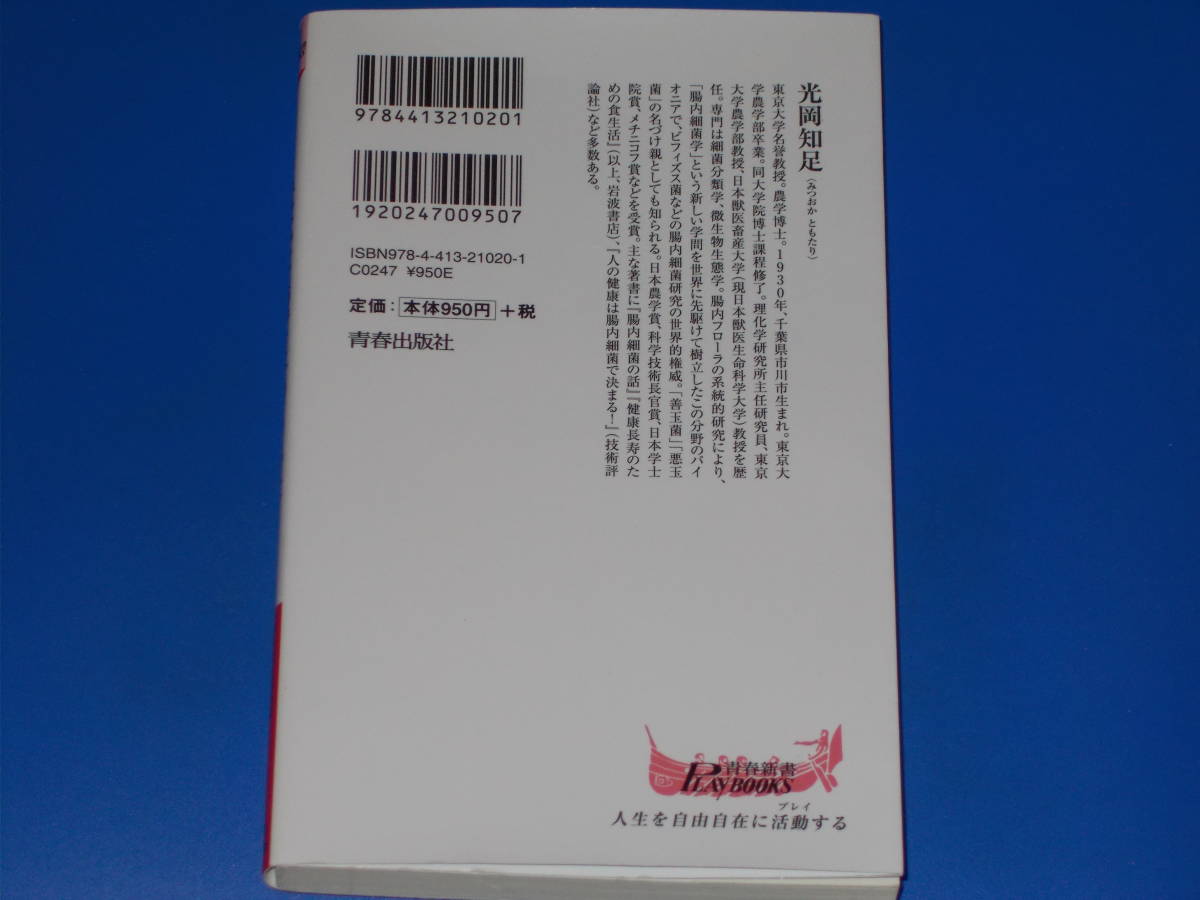 9784413210201
1920247009507
ISBN978-4-413-21020-1
C0247 ¥950E
定価：本体950円＋税
青春出版社
光岡知足（みつおか ともたり）
東京大学名誉教授。農学博士。1930年、千葉県市川市生まれ。東京大
学農学部卒業。同大学院博士課程修了。理化学研究所主任研究員、東京
大学農学部教授、日本獣医畜産大学（現日本獣医生命科学大学）教授を歴
任。専門は細菌分類学、微生物生態学。腸内フローラの系統的研究により、
「腸内細菌学」という新しい学問を世界に先駆けて樹立したこの分野のパイ
オニアで、ビフィズス菌などの腸内細菌研究の世界的権威。「善玉菌」「悪玉
菌」の名づけ親としても知られる。日本農学賞、科学技術長官賞、日本学士
院賞、メチニコフ賞などを受賞。主な著書に『腸内細菌の話』『健康長寿のた
めの食生活』（以上、岩波書店）、『人の健康は腸内細菌で決まる！』（技術評
論社）など多数ある。
青春新書
PLAY BOOKS
プレイ
人生を自由自在に活動する